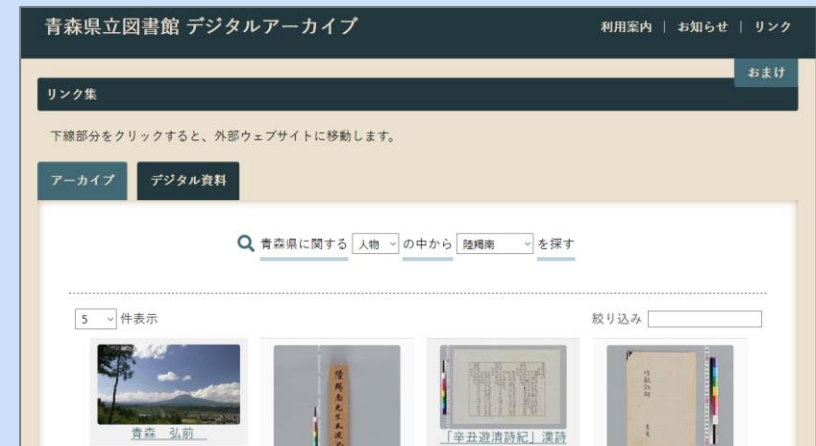 青森県立図書館 デジタルアーカイブ
利用案内 | お知らせ | リンク
おまけ
リンク集
下線部分をクリックすると、外部ウェブサイトに移動します。
アーカイブ デジタル資料
青森県に関する 人物 の中から 陸羯南 を探す
5 件表示 絞り込み
青森 弘前
「辛丑遊清詩紀」漢詩